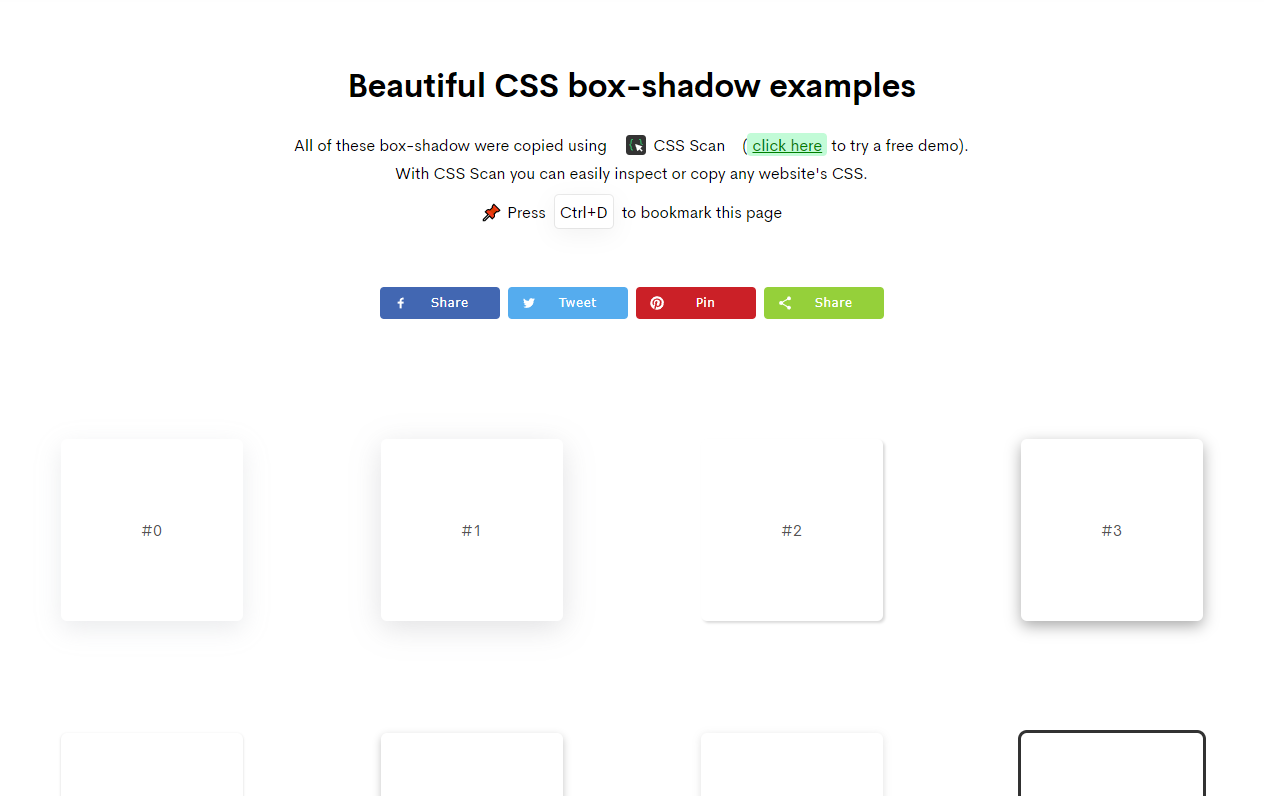 Beautiful CSS box-shadow examples
All of these box-shadow were copied using CSS Scan (click here to try a free demo).
With CSS Scan you can easily inspect or copy any website's CSS.
Press Ctrl+D to bookmark this page
Share Tweet Pin Share
#0 #1 #2 #3